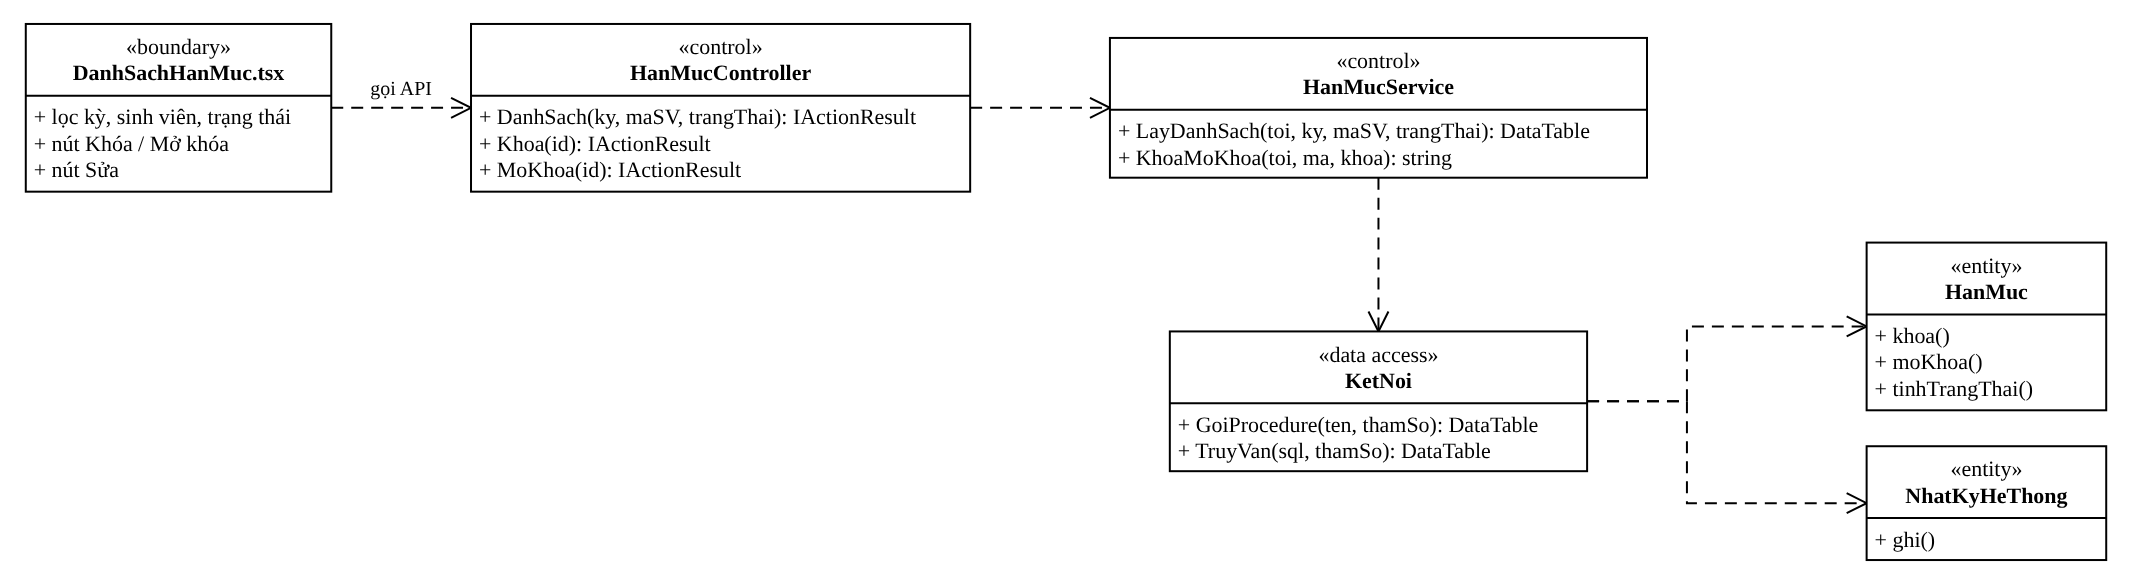 «boundary»
DanhSachHanMuc.tsx
+ lọc kỳ, sinh viên, trạng thái
+ nút Khóa / Mở khóa
+ nút Sửa
gọi API
«control»
HanMucController
+ DanhSach(ky, maSV, trangThai): IActionResult
+ Khoa(id): IActionResult
+ MoKhoa(id): IActionResult
«control»
HanMucService
+ LayDanhSach(toi, ky, maSV, trangThai): DataTable
+ KhoaMoKhoa(toi, ma, khoa): string
«data access»
KetNoi
+ GoiProcedure(ten, thamSo): DataTable
+ TruyVan(sql, thamSo): DataTable
«entity»
HanMuc
+ khoa()
+ moKhoa()
+ tinhTrangThai()
«entity»
NhatKyHeThong
+ ghi()